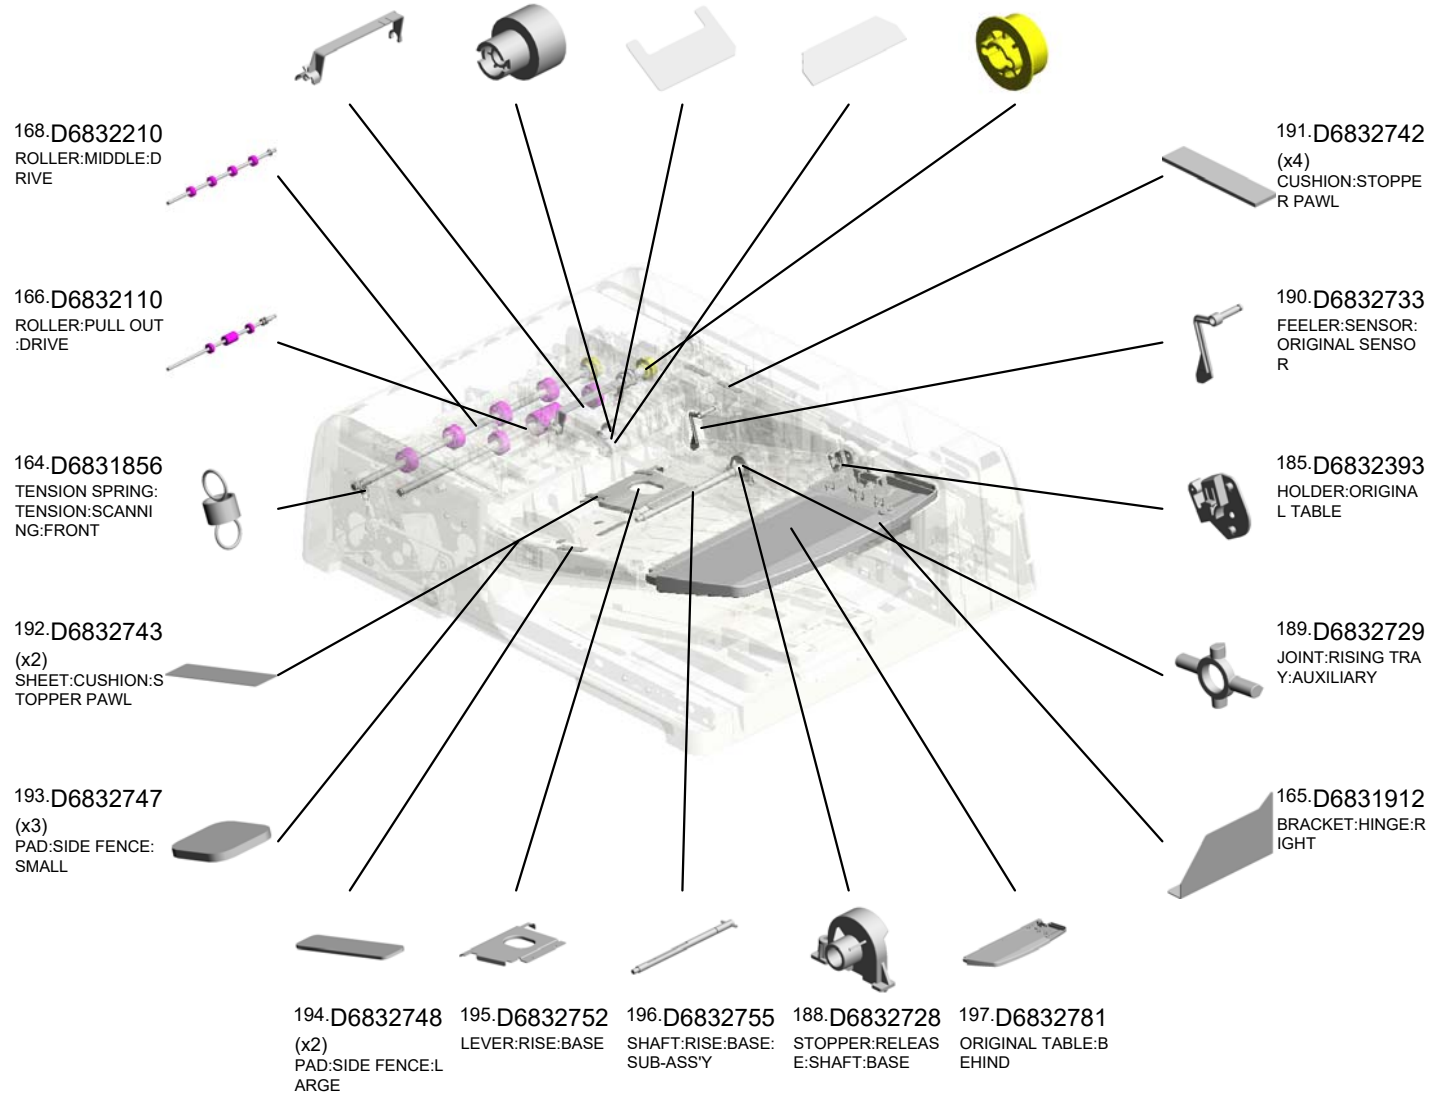 168.D6832210
ROLLER:MIDDLE:D
RIVE
166.D6832110
ROLLER:PULL OUT
:DRIVE
164.D6831856
TENSION SPRING:
TENSION:SCANNI
NG:FRONT
192.D6832743
(x2)
SHEET:CUSHION:S
TOPPER PAWL
193.D6832747
(x3)
PAD:SIDE FENCE:
SMALL
194.D6832748
(x2)
PAD:SIDE FENCE:L
ARGE
195.D6832752
LEVER:RISE:BASE
196.D6832755
SHAFT:RISE:BASE:
SUB-ASS'Y
188.D6832728
STOPPER:RELEAS
E:SHAFT:BASE
197.D6832781
ORIGINAL TABLE:B
EHIND
191.D6832742
(x4)
CUSHION:STOPPE
R PAWL
190.D6832733
FEELER:SENSOR:
ORIGINAL SENSO
R
185.D6832393
HOLDER:ORIGINA
L TABLE
189.D6832729
JOINT:RISING TRA
Y:AUXILIARY
165.D6831912
BRACKET:HINGE:R
IGHT